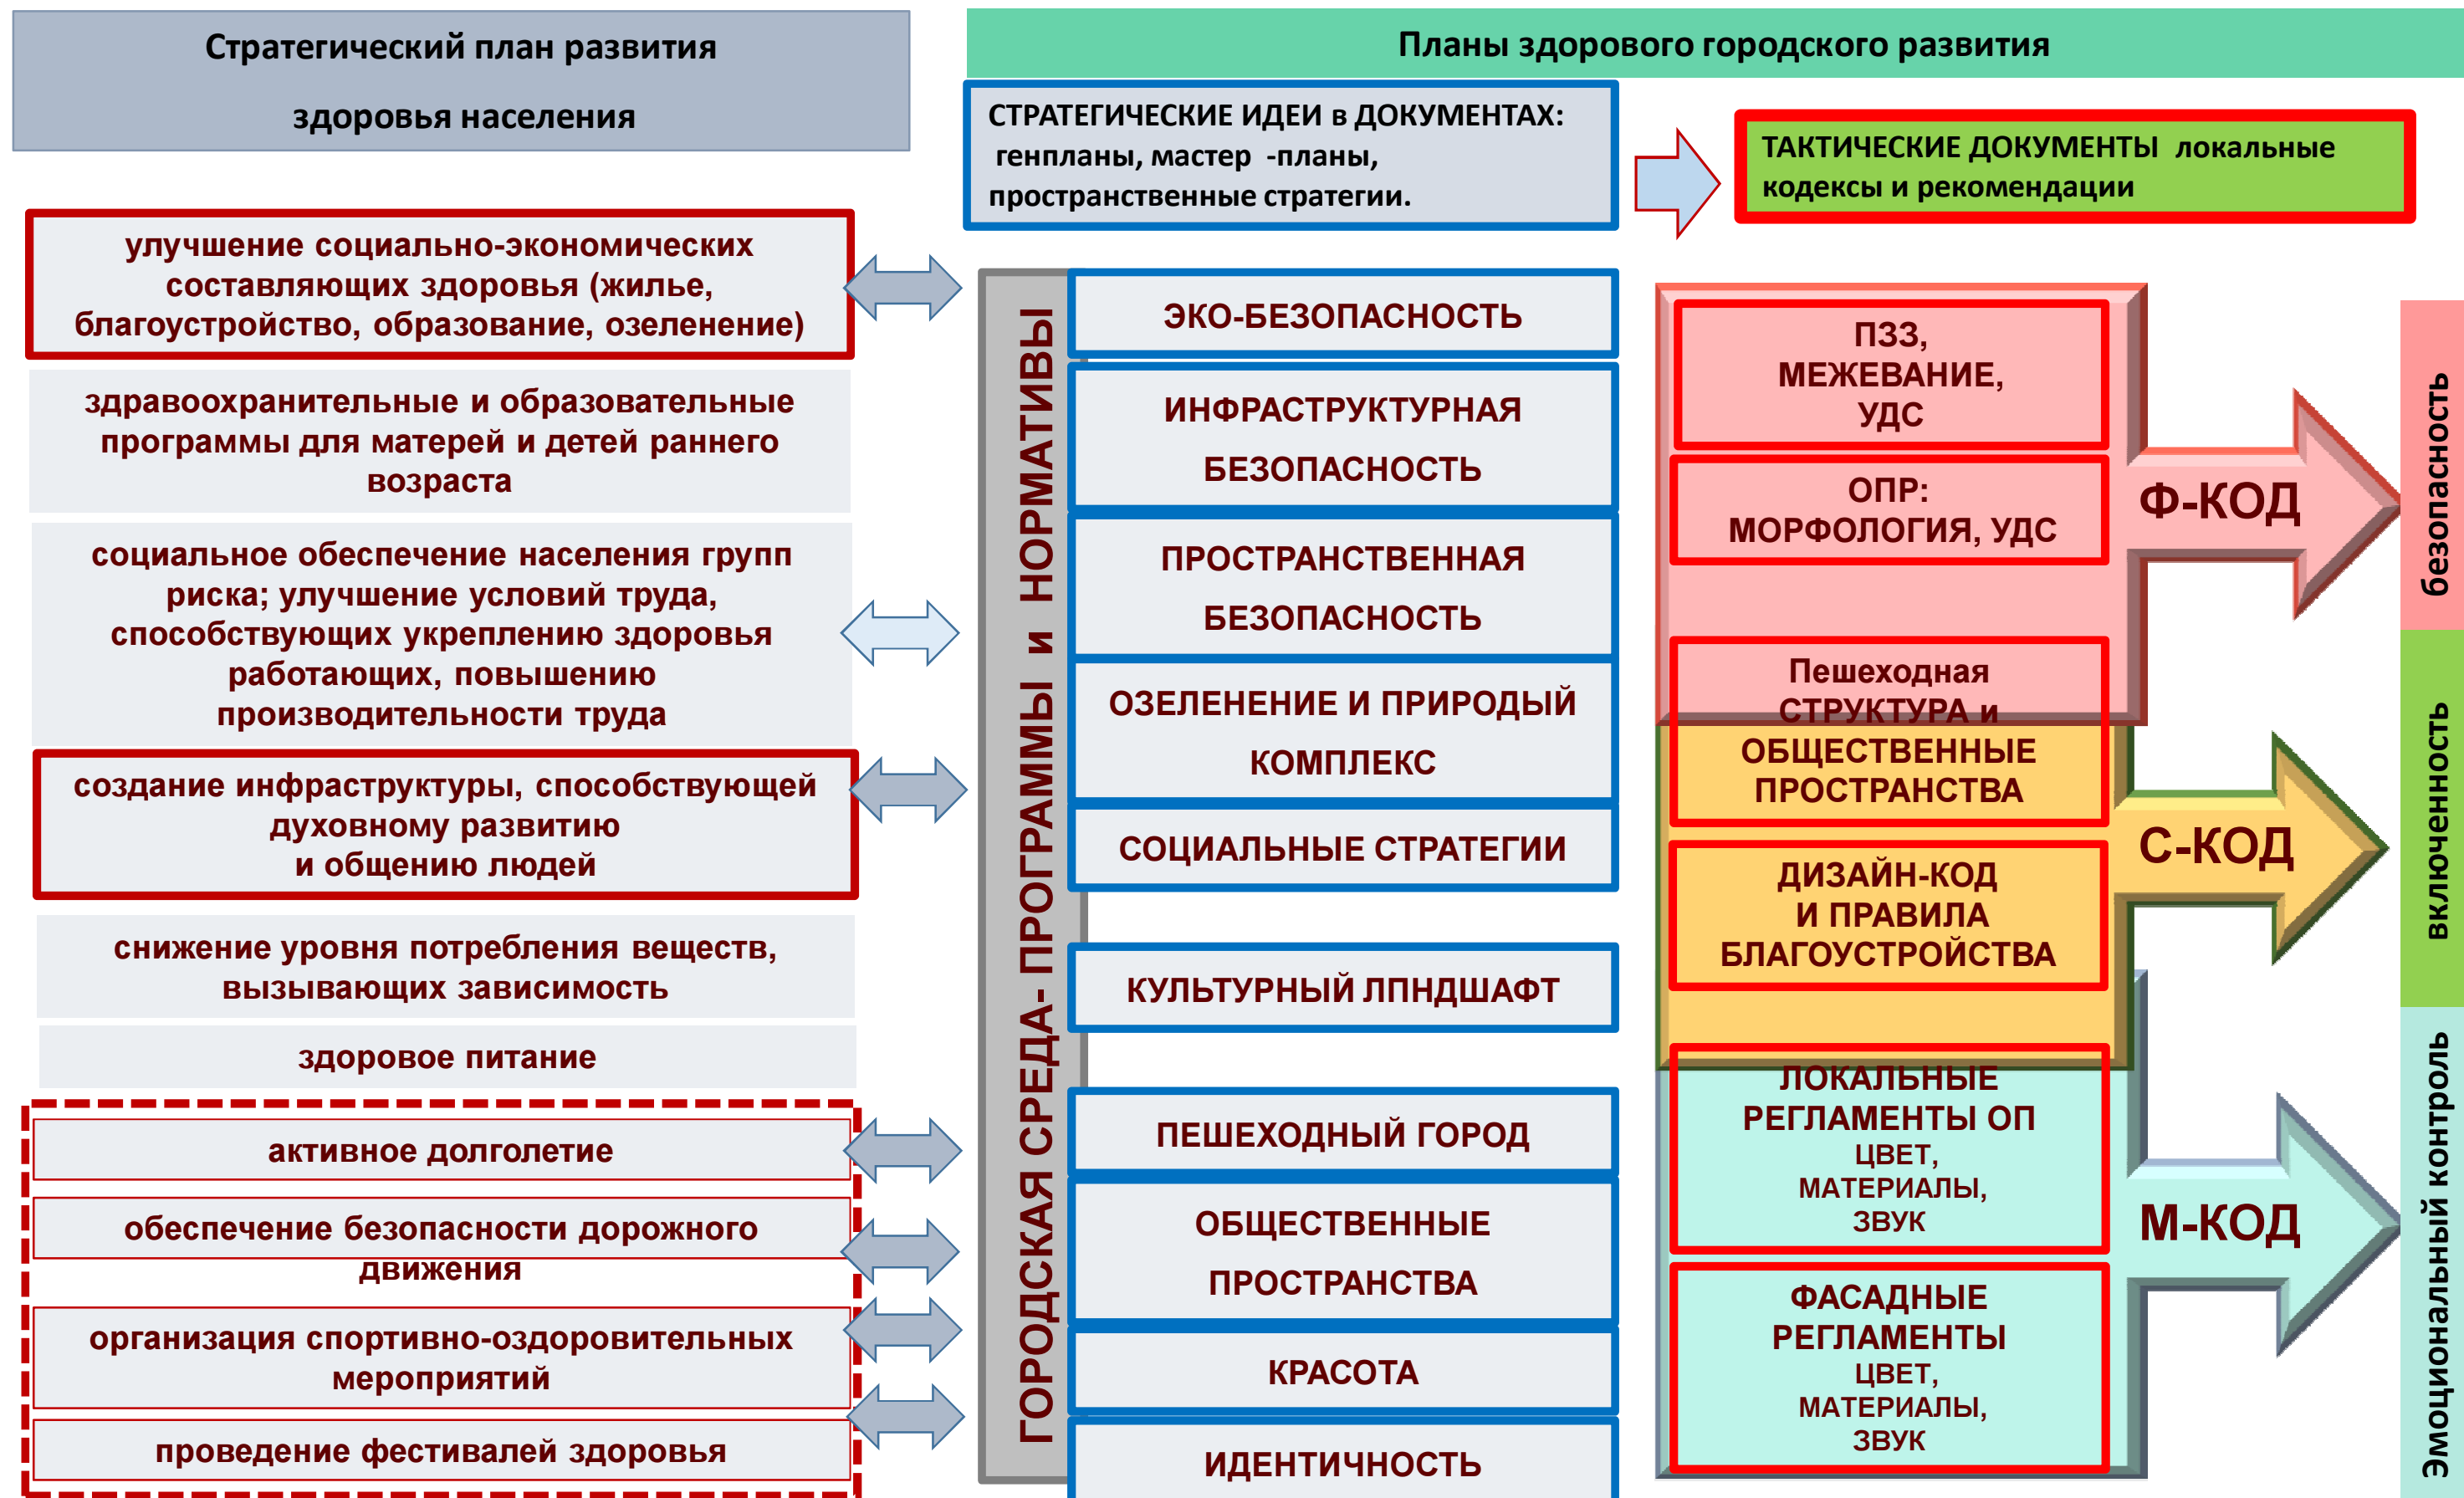 Стратегический план развития
здоровья населения
улучшение социально-экономических
составляющих здоровья (жилье,
благоустройство, образование, озеленение)
здравоохранительные и образовательные
программы для матерей и детей раннего
возраста
социальное обеспечение населения групп
риска; улучшение условий труда,
способствующих укреплению здоровья
работающих, повышению
производительности труда
создание инфраструктуры, способствующей
духовному развитию
и общению людей
снижение уровня потребления веществ,
вызывающих зависимость
здоровое питание
активное долголетие
обеспечение безопасности дорожного
движения
организация спортивно-оздоровительных
мероприятий
проведение фестивалей здоровья
Планы здорового городского развития
СТРАТЕГИЧЕСКИЕ ИДЕИ в ДОКУМЕНТАХ:
генпланы, мастер -планы,
пространственные стратегии.
ТАКТИЧЕСКИЕ ДОКУМЕНТЫ локальные
кодексы и рекомендации
ГОРОДСКАЯ СРЕДА- ПРОГРАММЫ и НОРМАТИВЫ
ЭКО-БЕЗОПАСНОСТЬ
ИНФРАСТРУКТУРНАЯ
БЕЗОПАСНОСТЬ
ПРОСТРАНСТВЕННАЯ
БЕЗОПАСНОСТЬ
ОЗЕЛЕНЕНИЕ И ПРИРОДЫЙ
КОМПЛЕКС
СОЦИАЛЬНЫЕ СТРАТЕГИИ
КУЛЬТУРНЫЙ ЛПНДШАФТ
ПЕШЕХОДНЫЙ ГОРОД
ОБЩЕСТВЕННЫЕ
ПРОСТРАНСТВА
КРАСОТА
ИДЕНТИЧНОСТЬ
ПЗЗ,
МЕЖЕВАНИЕ,
УДС
ОПР:
МОРФОЛОГИЯ, УДС
Пешеходная
СТРУКТУРА и
ОБЩЕСТВЕННЫЕ
ПРОСТРАНСТВА
ДИЗАЙН-КОД
И ПРАВИЛА
БЛАГОУСТРОЙСТВА
ЛОКАЛЬНЫЕ
РЕГЛАМЕНТЫ ОП
ЦВЕТ,
МАТЕРИАЛЫ,
ЗВУК
ФАСАДНЫЕ
РЕГЛАМЕНТЫ
ЦВЕТ,
МАТЕРИАЛЫ,
ЗВУК
Ф-КОД
С-КОД
М-КОД
безопасность
включенность
Эмоциональный контроль